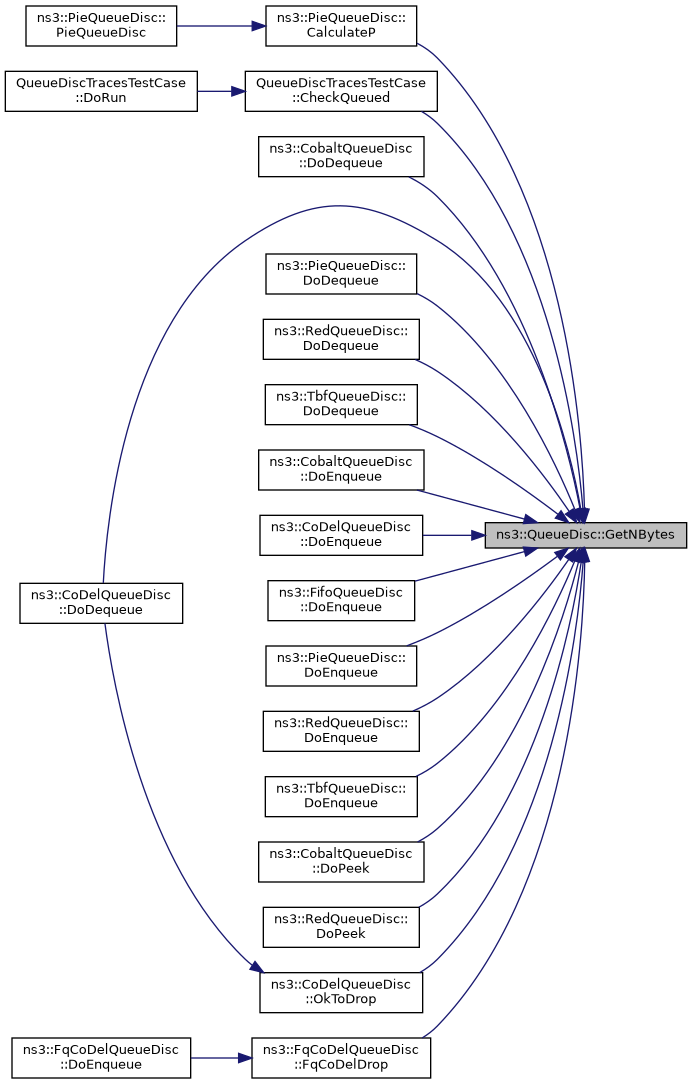 ns3::PieQueueDisc::
PieQueueDisc
ns3::PieQueueDisc::
CalculateP
QueueDiscTracesTestCase
::DoRun
QueueDiscTracesTestCase
::CheckQueued
ns3::CobaltQueueDisc
::DoDequeue
ns3::PieQueueDisc::
DoDequeue
ns3::RedQueueDisc::
DoDequeue
ns3::TbfQueueDisc::
DoDequeue
ns3::CobaltQueueDisc
::DoEnqueue
ns3::CoDelQueueDisc
::DoEnqueue
ns3::QueueDisc::GetNBytes
ns3::CoDelQueueDisc
::DoDequeue
ns3::FifoQueueDisc
::DoEnqueue
ns3::PieQueueDisc::
DoEnqueue
ns3::RedQueueDisc::
DoEnqueue
ns3::TbfQueueDisc::
DoEnqueue
ns3::CobaltQueueDisc
::DoPeek
ns3::RedQueueDisc::
DoPeek
ns3::CoDelQueueDisc
::OkToDrop
ns3::FqCoDelQueueDisc
::DoEnqueue
ns3::FqCoDelQueueDisc
::FqCoDelDrop